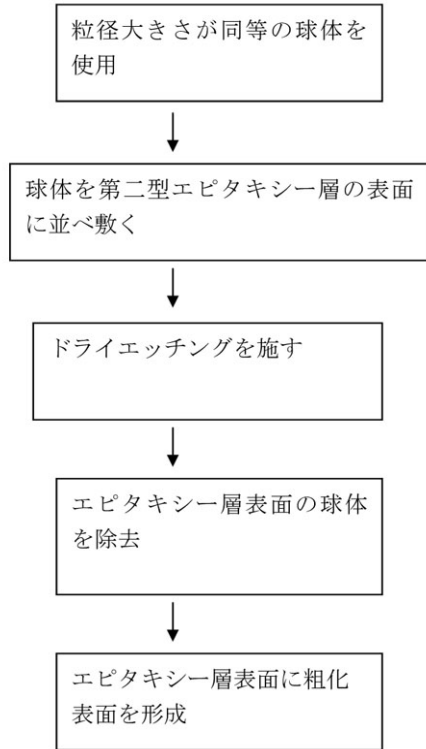 粒径大きさが同等の球体を
使用
球体を第二型エピタキシー層の表面
に並べ敷く
ドライエッチングを施す
エピタキシー層表面の球体
を除去
エピタキシー層表面に粗化
表面を形成